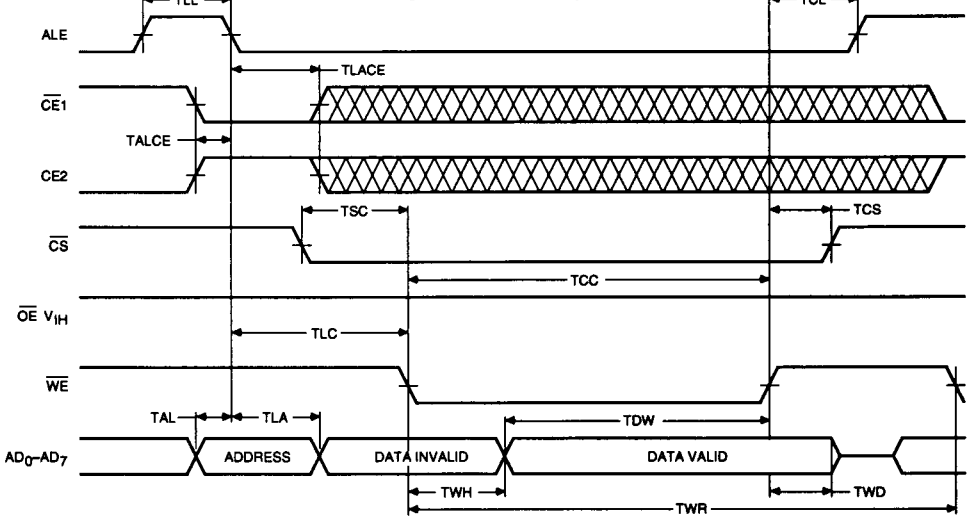 TLL
TCL
ALE
TLACE
CE1
TALCE
CE2
TSC
TCS
CS
TCC
OE VIH
TLC
WE
TAL
TLA
TDW
AD0–AD7
ADDRESS
DATA INVALID
DATA VALID
TWH
TWD
TWR